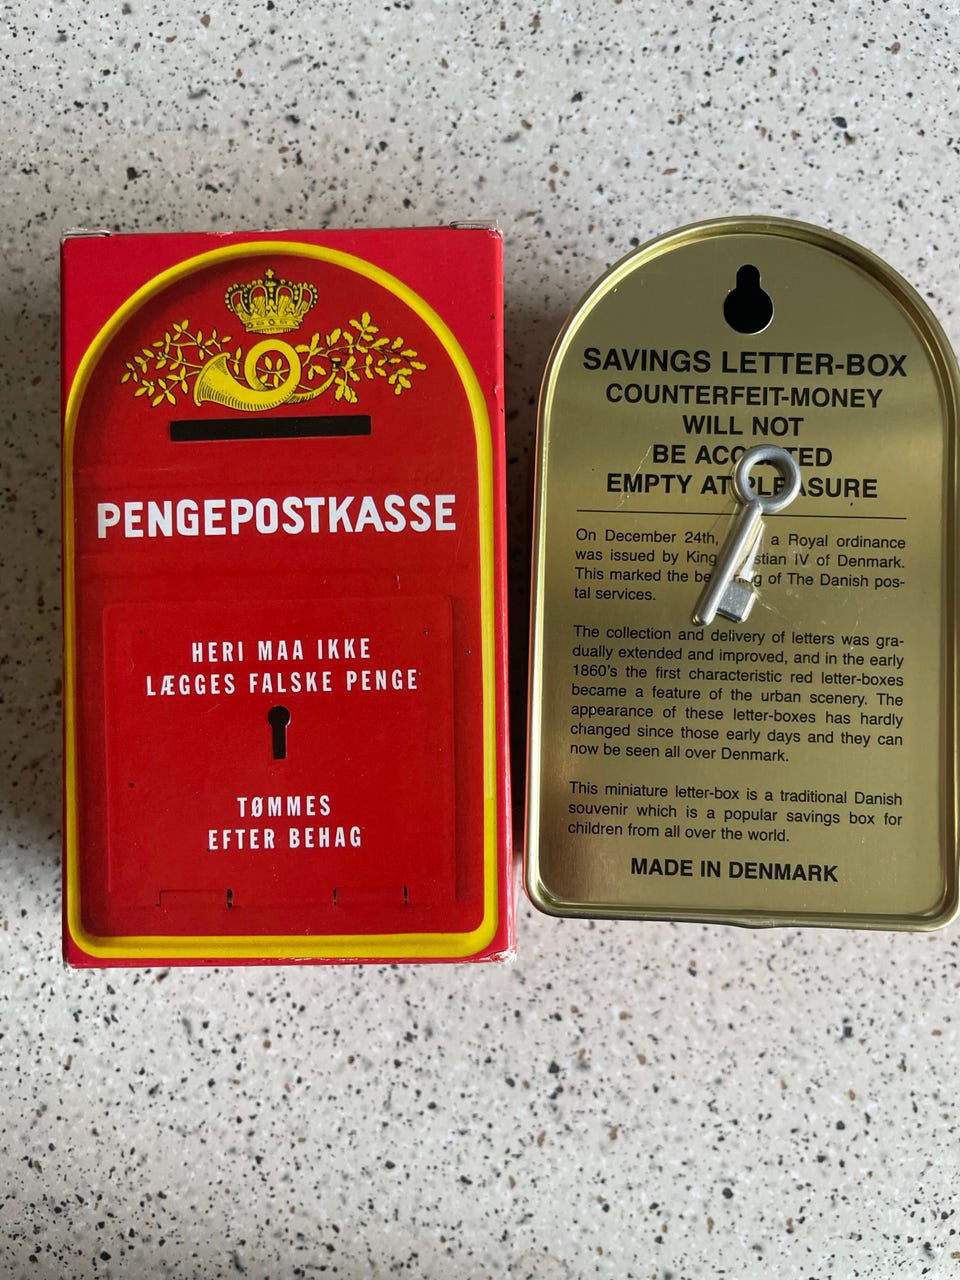 PENGEPOSTKASSE
HERI MAA IKKE
LÆGGES FALSKE PENGE
TØMMES
EFTER BEHAG
SAVINGS LETTER-BOX
COUNTERFEIT-MONEY
WILL NOT
BE ACCEPTED
EMPTY AT PLEASURE
On December 24th, a Royal ordinance
was issued by King Christian IV of Denmark.
This marked the beginning of The Danish pos-
tal services.
The collection and delivery of letters was gra-
dually extended and improved, and in the early
1860's the first characteristic red letter-boxes
became a feature of the urban scenery. The
appearance of these letter-boxes has hardly
changed since those early days and they can
now be seen all over Denmark.
This miniature letter-box is a traditional Danish
souvenir which is a popular savings box for
children from all over the world.
MADE IN DENMARK